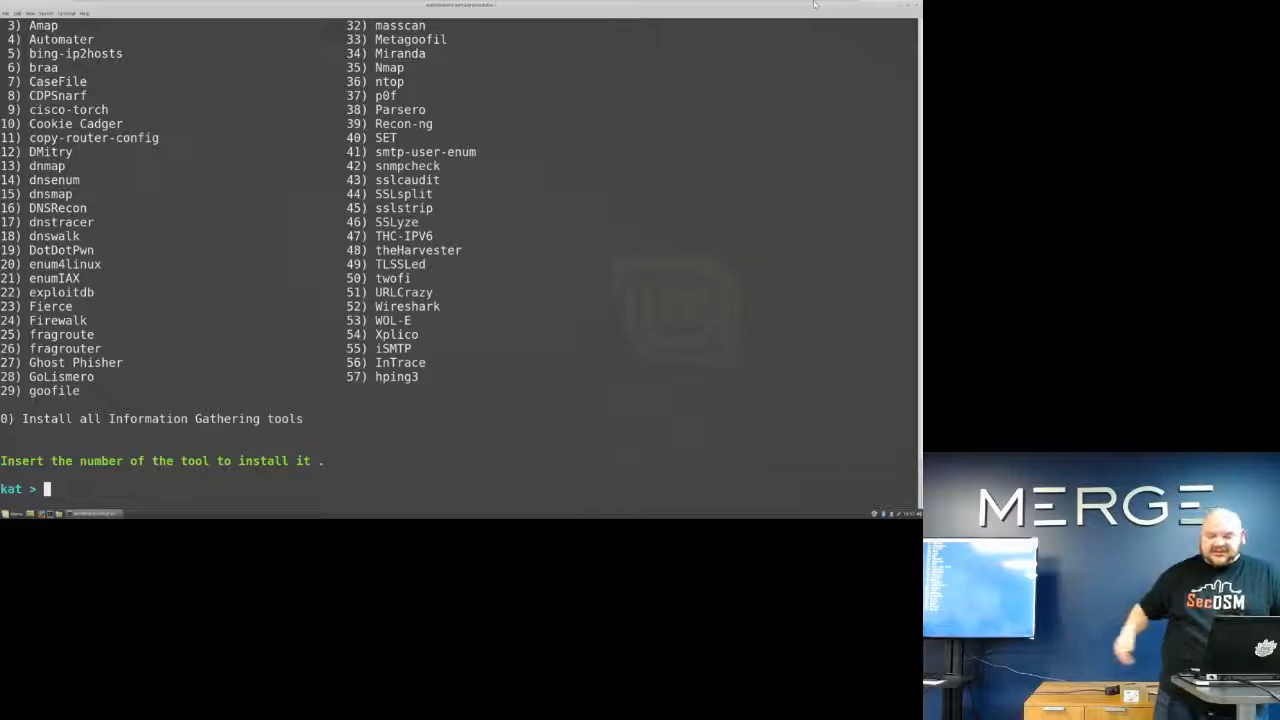 3) Amap
4) Automater
5) bing-ip2hosts
6) braa
7) CaseFile
8) CDPSnarf
9) cisco-torch
10) Cookie Cadger
11) copy-router-config
12) DMitry
13) dnmap
14) dnsenum
15) dnsmap
16) DNSRecon
17) dnstracer
18) dnswalk
19) DotDotPwn
20) enum4linux
21) enumIAX
22) exploitdb
23) Fierce
24) Firewalk
25) fragroute
26) fragrouter
27) Ghost Phisher
28) GoLismero
29) goofile
32) masscan
33) Metagoofil
34) Miranda
35) Nmap
36) ntop
37) p0f
38) Parsero
39) Recon-ng
40) SET
41) smtp-user-enum
42) snmpcheck
43) sslcaudit
44) SSLsplit
45) sslstrip
46) SSLyze
47) THC-IPV6
48) theHarvester
49) TLSSLed
50) twofi
51) URLCrazy
52) Wireshark
53) WOL-E
54) Xplico
55) iSMTP
56) InTrace
57) hping3
0) Install all Information Gathering tools
Insert the number of the tool to install it .
kat >
MERGE
SecDSM